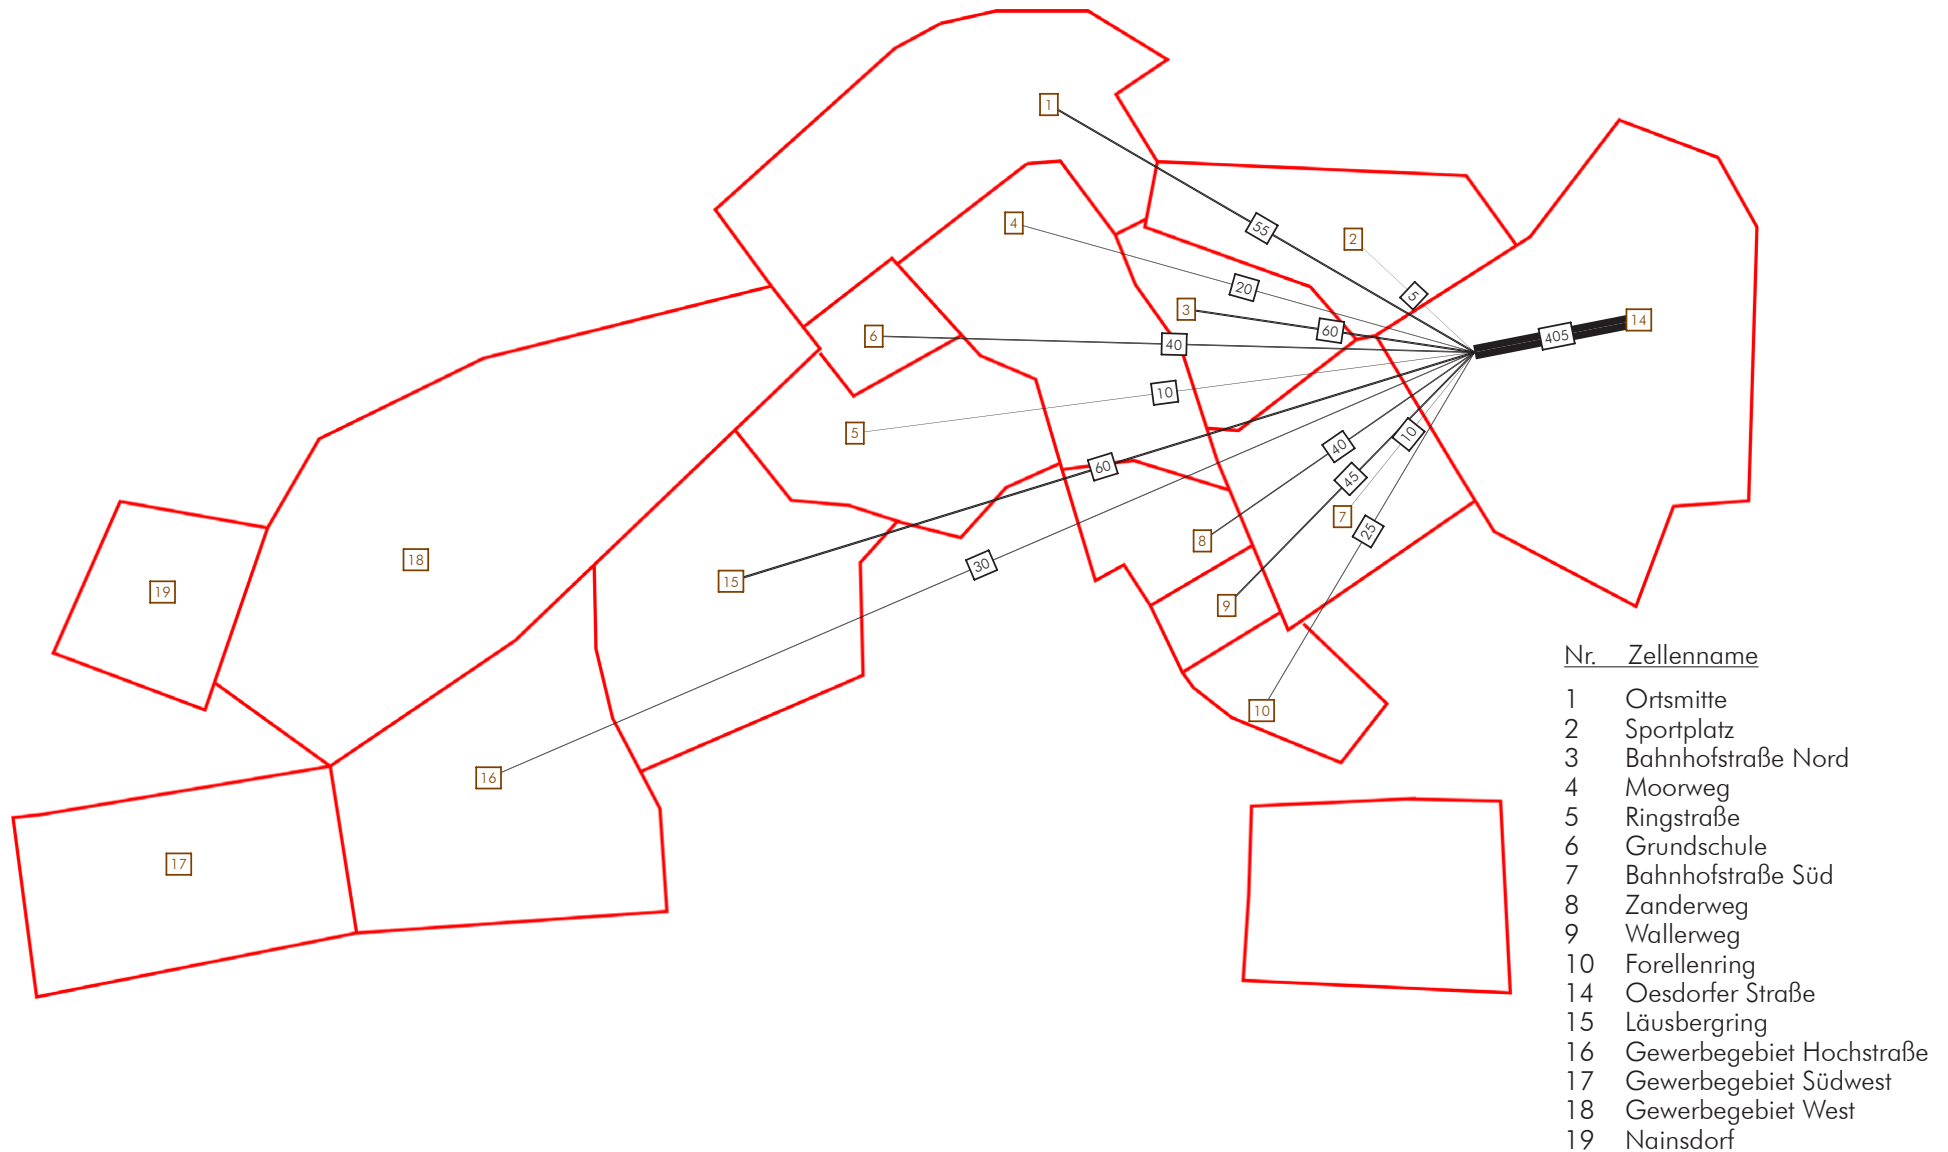 1
55
4
2
20
5
3
60
14
405
6
40
10
5
60
40
10
45
7
25
8
18
30
15
19
9
10
16
17
Nr. Zellenname
1 Ortsmitte
2 Sportplatz
3 Bahnhofstraße Nord
4 Moorweg
5 Ringstraße
6 Grundschule
7 Bahnhofstraße Süd
8 Zanderweg
9 Wallerweg
10 Forellenring
14 Oesdorfer Straße
15 Läusbergring
16 Gewerbegebiet Hochstraße
17 Gewerbegebiet Südwest
18 Gewerbegebiet West
19 Nainsdorf